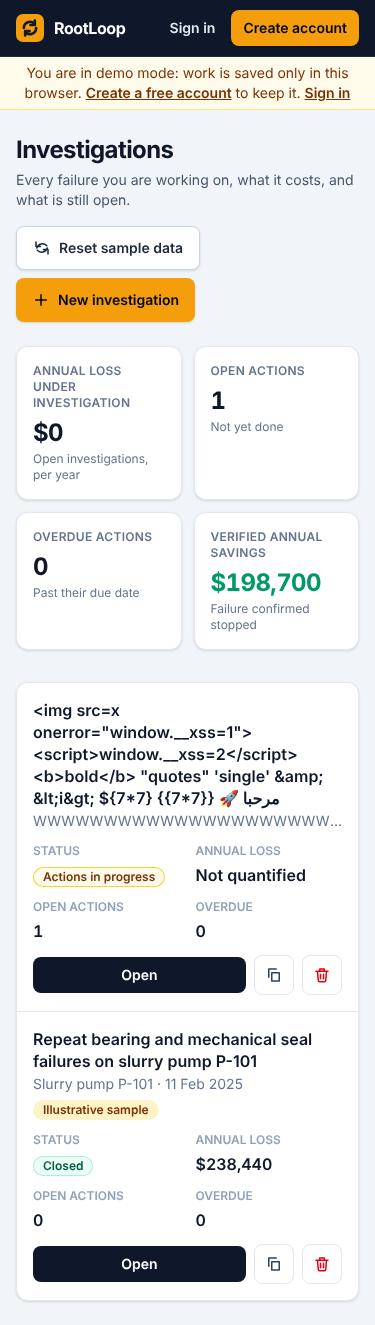 RootLoop
Sign in
Create account
You are in demo mode: work is saved only in this
browser. Create a free account to keep it. Sign in
Investigations
Every failure you are working on, what it costs, and
what is still open.
Reset sample data
New investigation
ANNUAL LOSS
UNDER
INVESTIGATION
$0
Open investigations,
per year
OPEN ACTIONS
1
Not yet done
OVERDUE ACTIONS
0
Past their due date
VERIFIED ANNUAL
SAVINGS
$198,700
Failure confirmed
stopped
<img src=x
onerror="window.__xss=1">
<script>window.__xss=2</script>
<b>bold</b> "quotes" 'single' &amp;
&lt;i&gt; ${7*7} {{7*7}} 🚀 مرحبا
WWWWWWWWWWWWWWWWWWWWW...
STATUS
ANNUAL LOSS
Actions in progress
Not quantified
OPEN ACTIONS
OVERDUE
1
0
Open
Repeat bearing and mechanical seal
failures on slurry pump P-101
Slurry pump P-101 · 11 Feb 2025
Illustrative sample
STATUS
ANNUAL LOSS
Closed
$238,440
OPEN ACTIONS
OVERDUE
0
0
Open